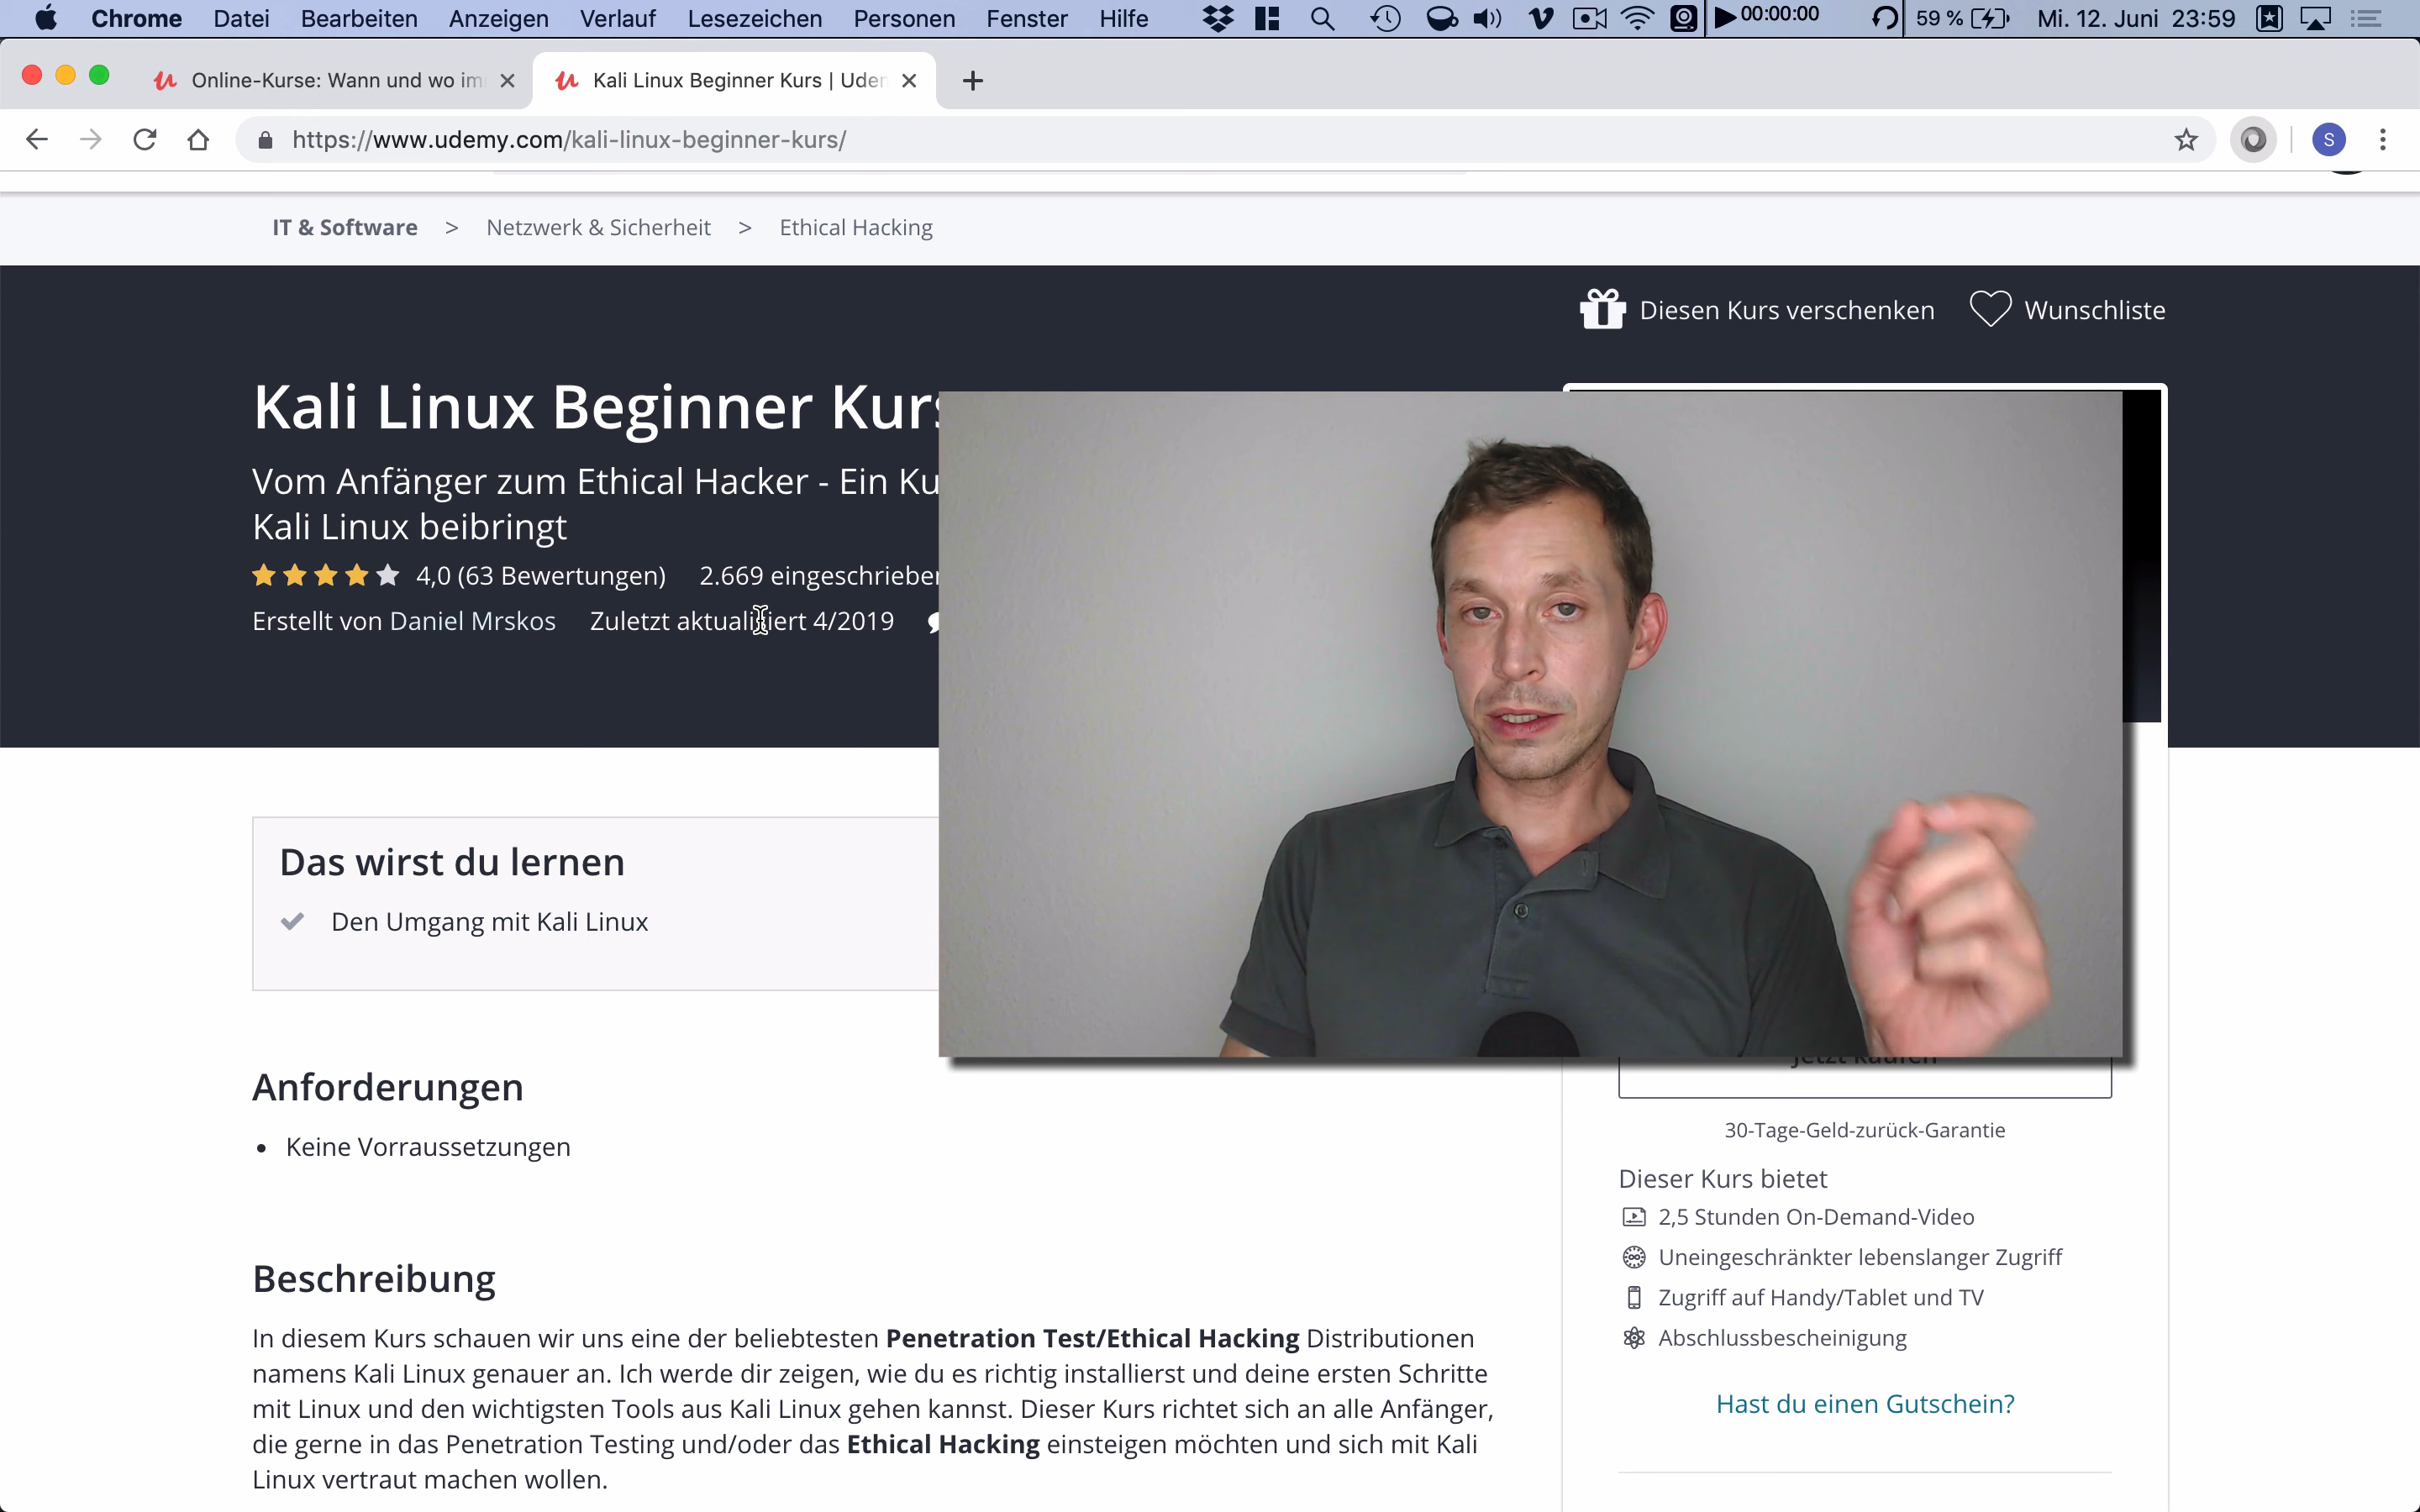 Chrome Datei Bearbeiten Anzeigen Verlauf Lesezeichen Personen Fenster Hilfe 00:00:00 59 % Mi. 12. Juni 23:59
Online-Kurse: Wann und wo im
Kali Linux Beginner Kurs | Uder
https://www.udemy.com/kali-linux-beginner-kurs/
S
IT & Software > Netzwerk & Sicherheit > Ethical Hacking
Diesen Kurs verschenken Wunschliste
Kali Linux Beginner Kurs
Vom Anfänger zum Ethical Hacker - Ein Ku
Kali Linux beibringt
4,0 (63 Bewertungen) 2.669 eingeschrieben
Erstellt von Daniel Mrskos Zuletzt aktualisiert 4/2019
Das wirst du lernen
Den Umgang mit Kali Linux
Anforderungen
• Keine Vorraussetzungen
Beschreibung
In diesem Kurs schauen wir uns eine der beliebtesten Penetration Test/Ethical Hacking Distributionen
namens Kali Linux genauer an. Ich werde dir zeigen, wie du es richtig installierst und deine ersten Schritte
mit Linux und den wichtigsten Tools aus Kali Linux gehen kannst. Dieser Kurs richtet sich an alle Anfänger,
die gerne in das Penetration Testing und/oder das Ethical Hacking einsteigen möchten und sich mit Kali
Linux vertraut machen wollen.
Jetzt kaufen
30-Tage-Geld-zurück-Garantie
Dieser Kurs bietet
2,5 Stunden On-Demand-Video
Uneingeschränkter lebenslanger Zugriff
Zugriff auf Handy/Tablet und TV
Abschlussbescheinigung
Hast du einen Gutschein?